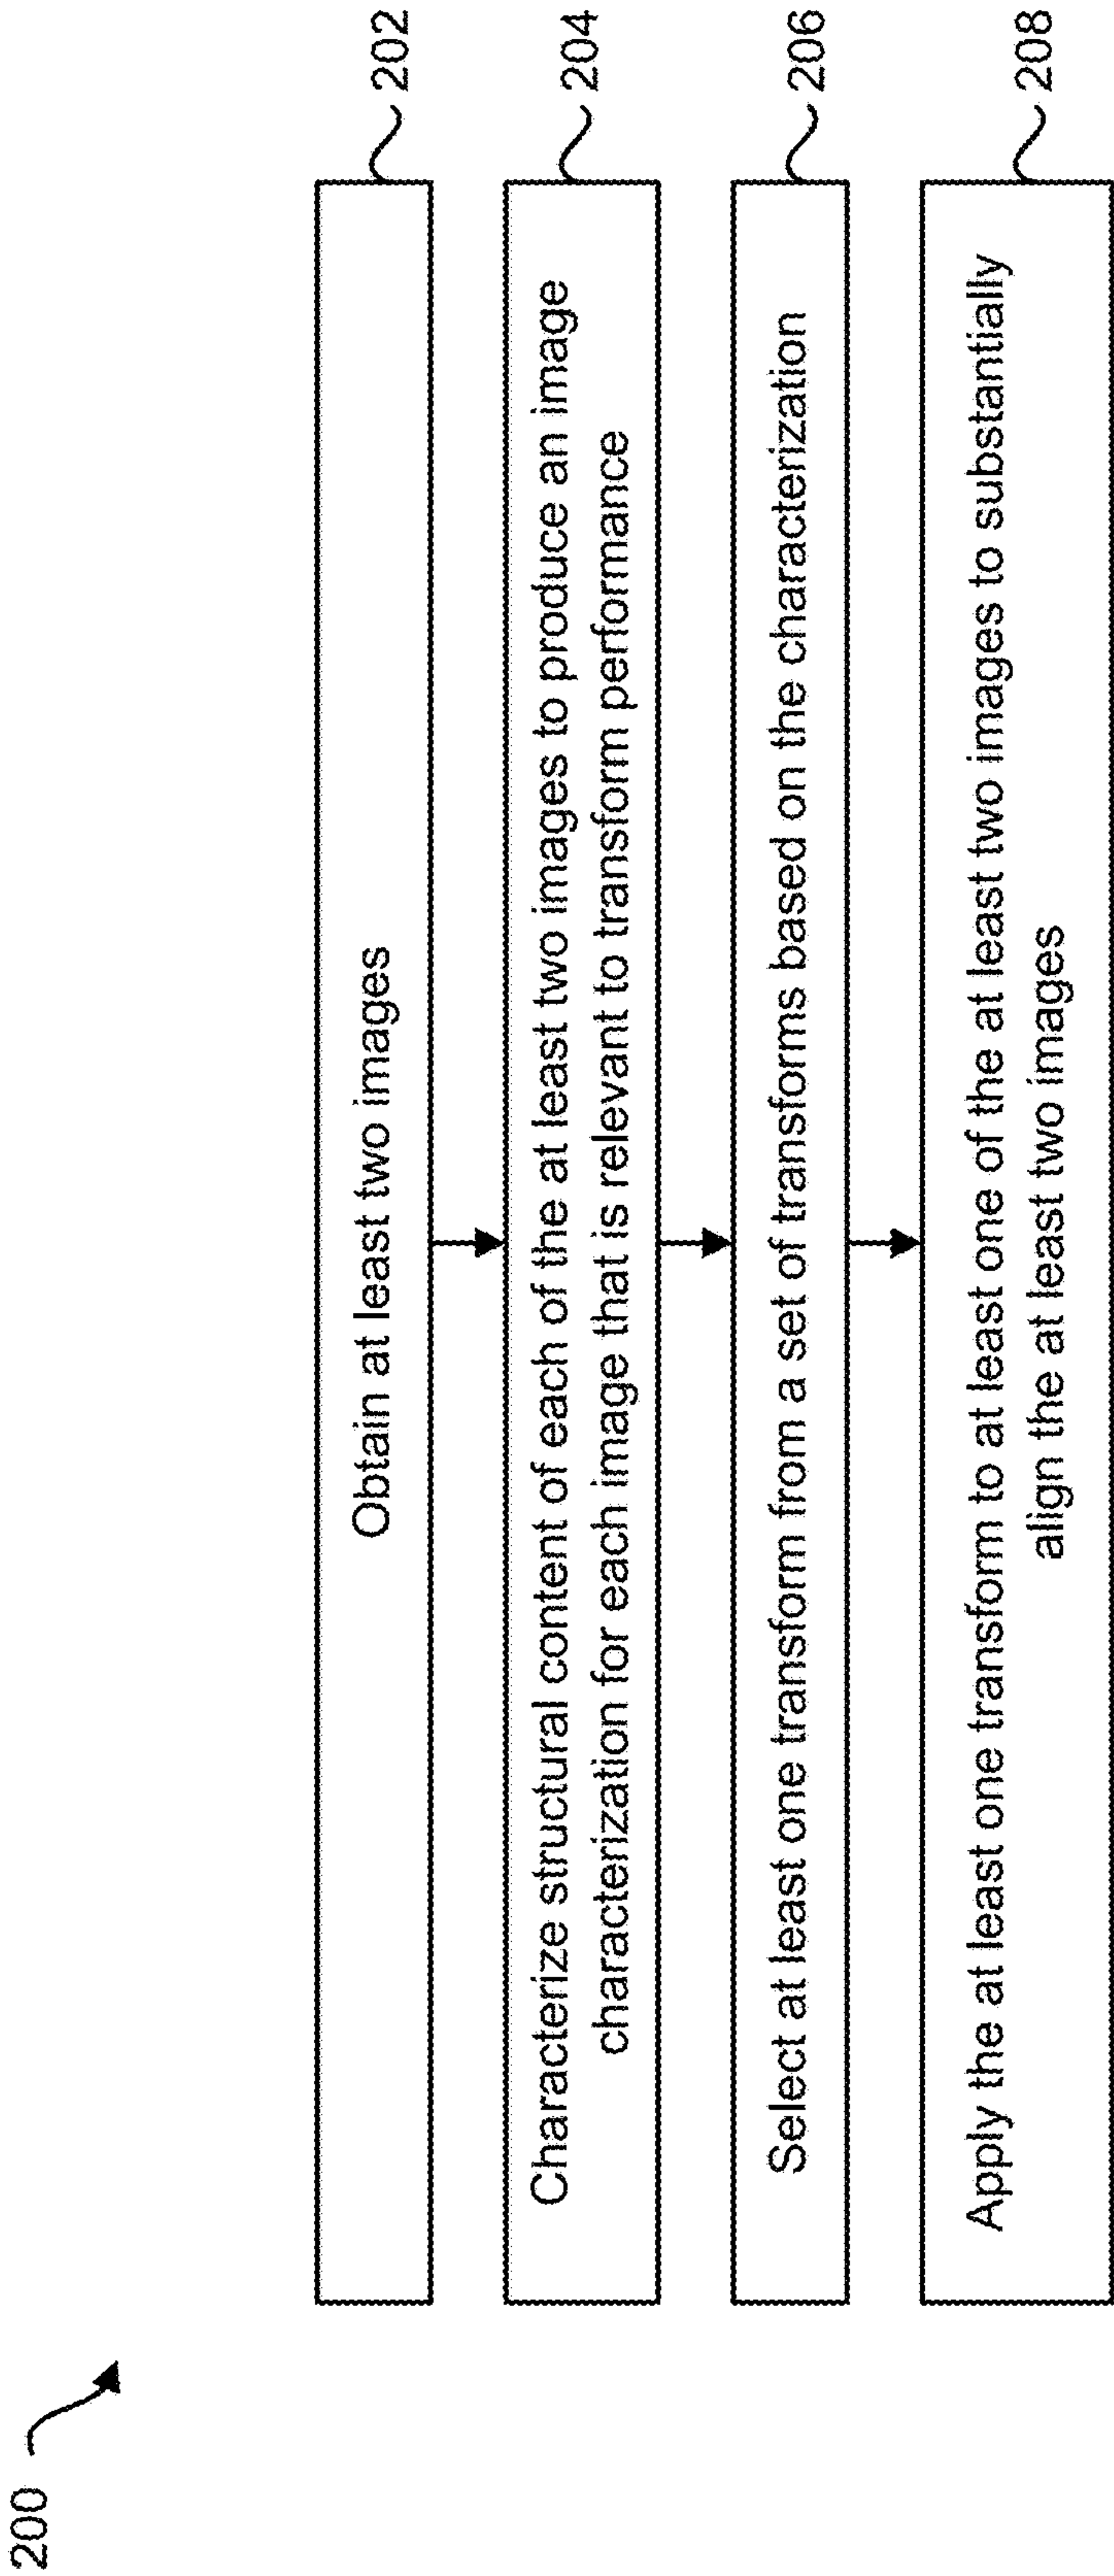 200
Obtain at least two images
202
Characterize structural content of each of the at least two images to produce an image
characterization for each image that is relevant to transform performance
204
Select at least one transform from a set of transforms based on the characterization
206
Apply the at least one transform to at least one of the at least two images to substantially
align the at least two images
208